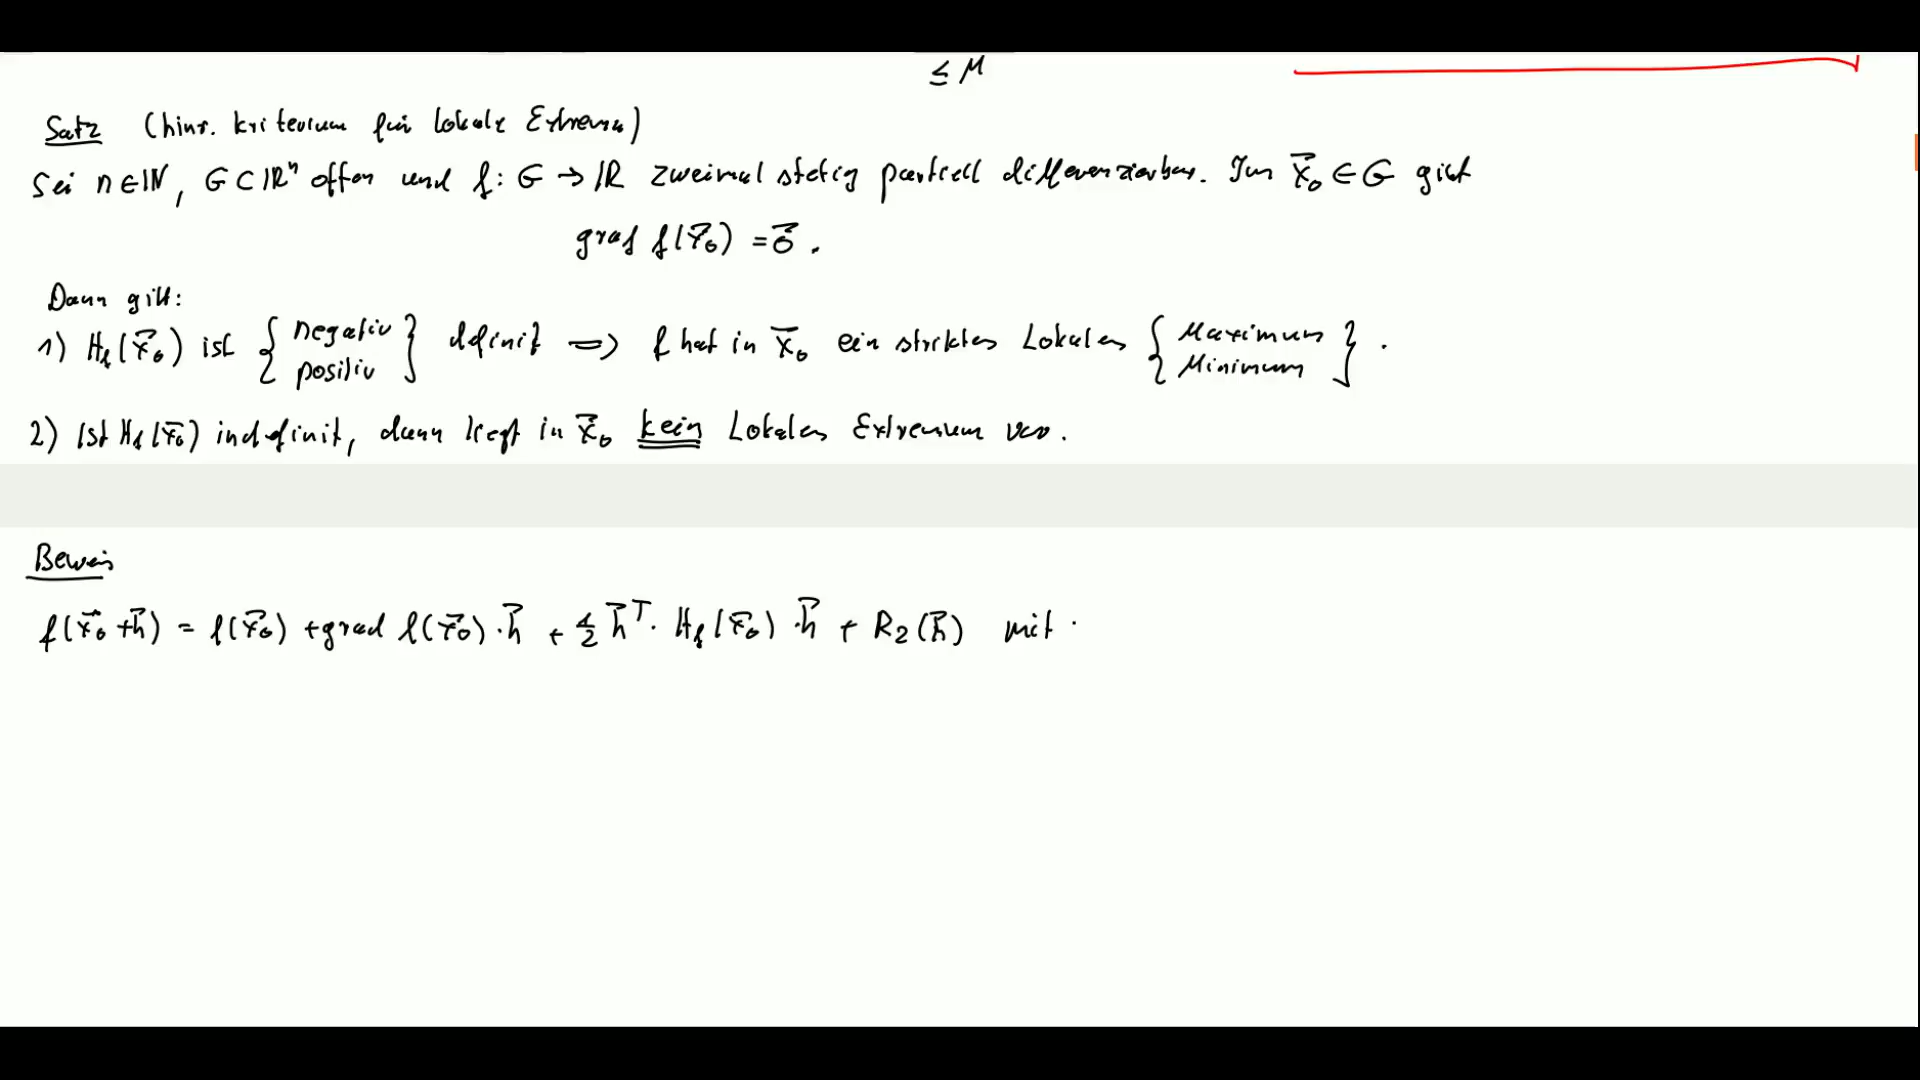 ≤ M
Satz (hinr. Kriterium für lokale Extrema)
Sei n ∈ ℕ, G ⊂ ℝⁿ offen und f: G → ℝ zweimal stetig partiell differenzierbar. Im x⃗₀ ∈ G gilt
grad f(x⃗₀) = 0⃗ .
Dann gilt:
1) H_f(x⃗₀) ist { negativ / positiv } definit ⟹ f hat in x⃗₀ ein striktes Lokales { Maximum / Minimum } .
2) Ist H_f(x⃗₀) indefinit, dann liegt in x⃗₀ kein Lokales Extremum vor.
Beweis
f(x⃗₀ + h⃗) = f(x⃗₀) + grad f(x⃗₀) · h⃗ + 1/2 h⃗ᵀ · H_f(x⃗₀) · h⃗ + R₂(h⃗) mit